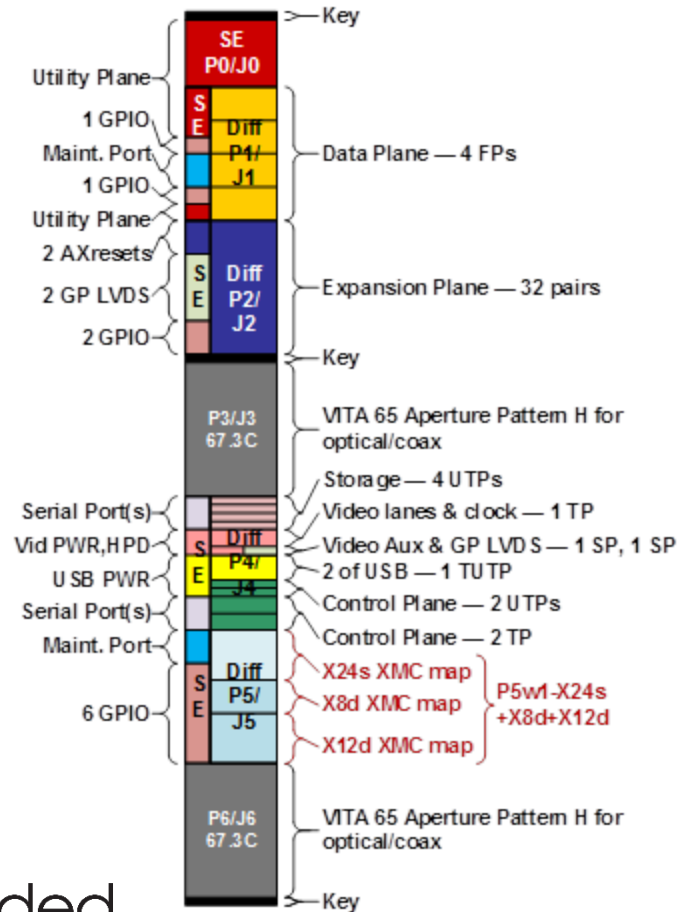 Key
SE
P0/J0
Utility Plane
1 GPIO
Maint. Port
1 GPIO
Utility Plane
S
E
Diff
P1/
J1
Data Plane — 4 FPs
2 AXresets
2 GP LVDS
2 GPIO
S
E
Diff
P2/
J2
Expansion Plane — 32 pairs
Key
P3/J3
67.3C
VITA 65 Aperture Pattern H for
optical/coax
Serial Port(s)
Vid PWR,HPD
USB PWR
Serial Port(s)
S
E
Diff
P4/
J4
Storage — 4 UTPs
Video lanes & clock — 1 TP
Video Aux & GP LVDS — 1 SP, 1 SP
2 of USB — 1 TUTP
Control Plane — 2 UTPs
Control Plane — 2 TP
Maint. Port
6 GPIO
S
E
Diff
P5/
J5
X24s XMC map
X8d XMC map
X12d XMC map
P5w1-X24s
+X8d+X12d
P6/J6
67.3C
VITA 65 Aperture Pattern H for
optical/coax
Key